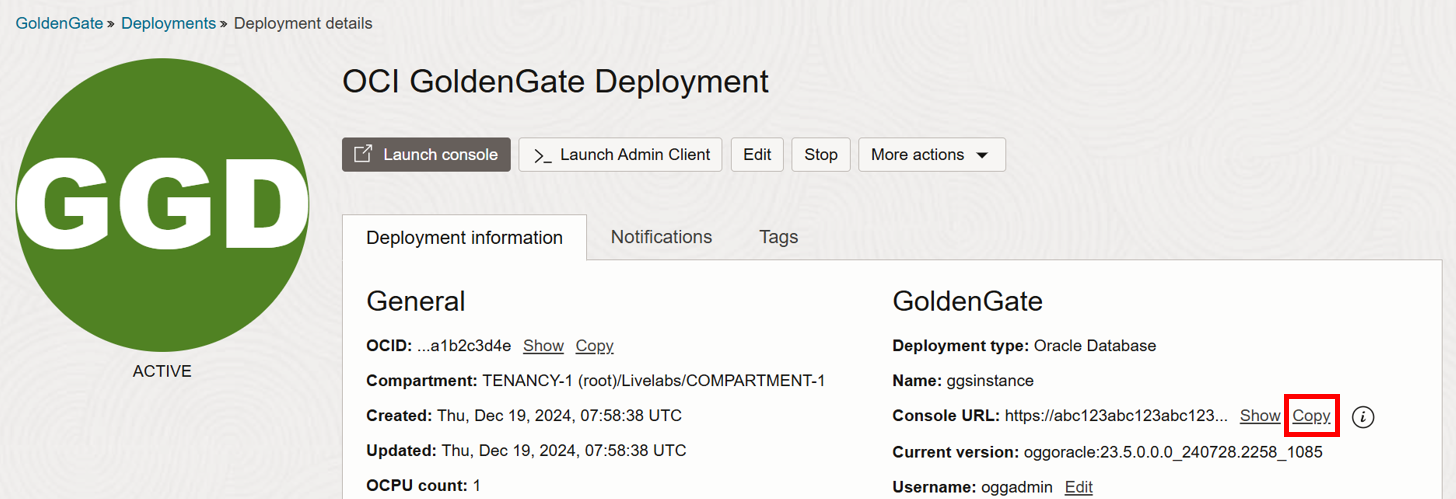 GoldenGate » Deployments » Deployment details
GGD
ACTIVE
OCI GoldenGate Deployment
Launch console
>_ Launch Admin Client
Edit
Stop
More actions
Deployment information
Notifications
Tags
General
OCID: ...a1b2c3d4e Show Copy
Compartment: TENANCY-1 (root)/Livelabs/COMPARTMENT-1
Created: Thu, Dec 19, 2024, 07:58:38 UTC
Updated: Thu, Dec 19, 2024, 07:58:38 UTC
OCPU count: 1
GoldenGate
Deployment type: Oracle Database
Name: ggsinstance
Console URL: https://abc123abc123abc123... Show Copy i
Current version: oggoracle:23.5.0.0.0_240728.2258_1085
Username: oggadmin Edit